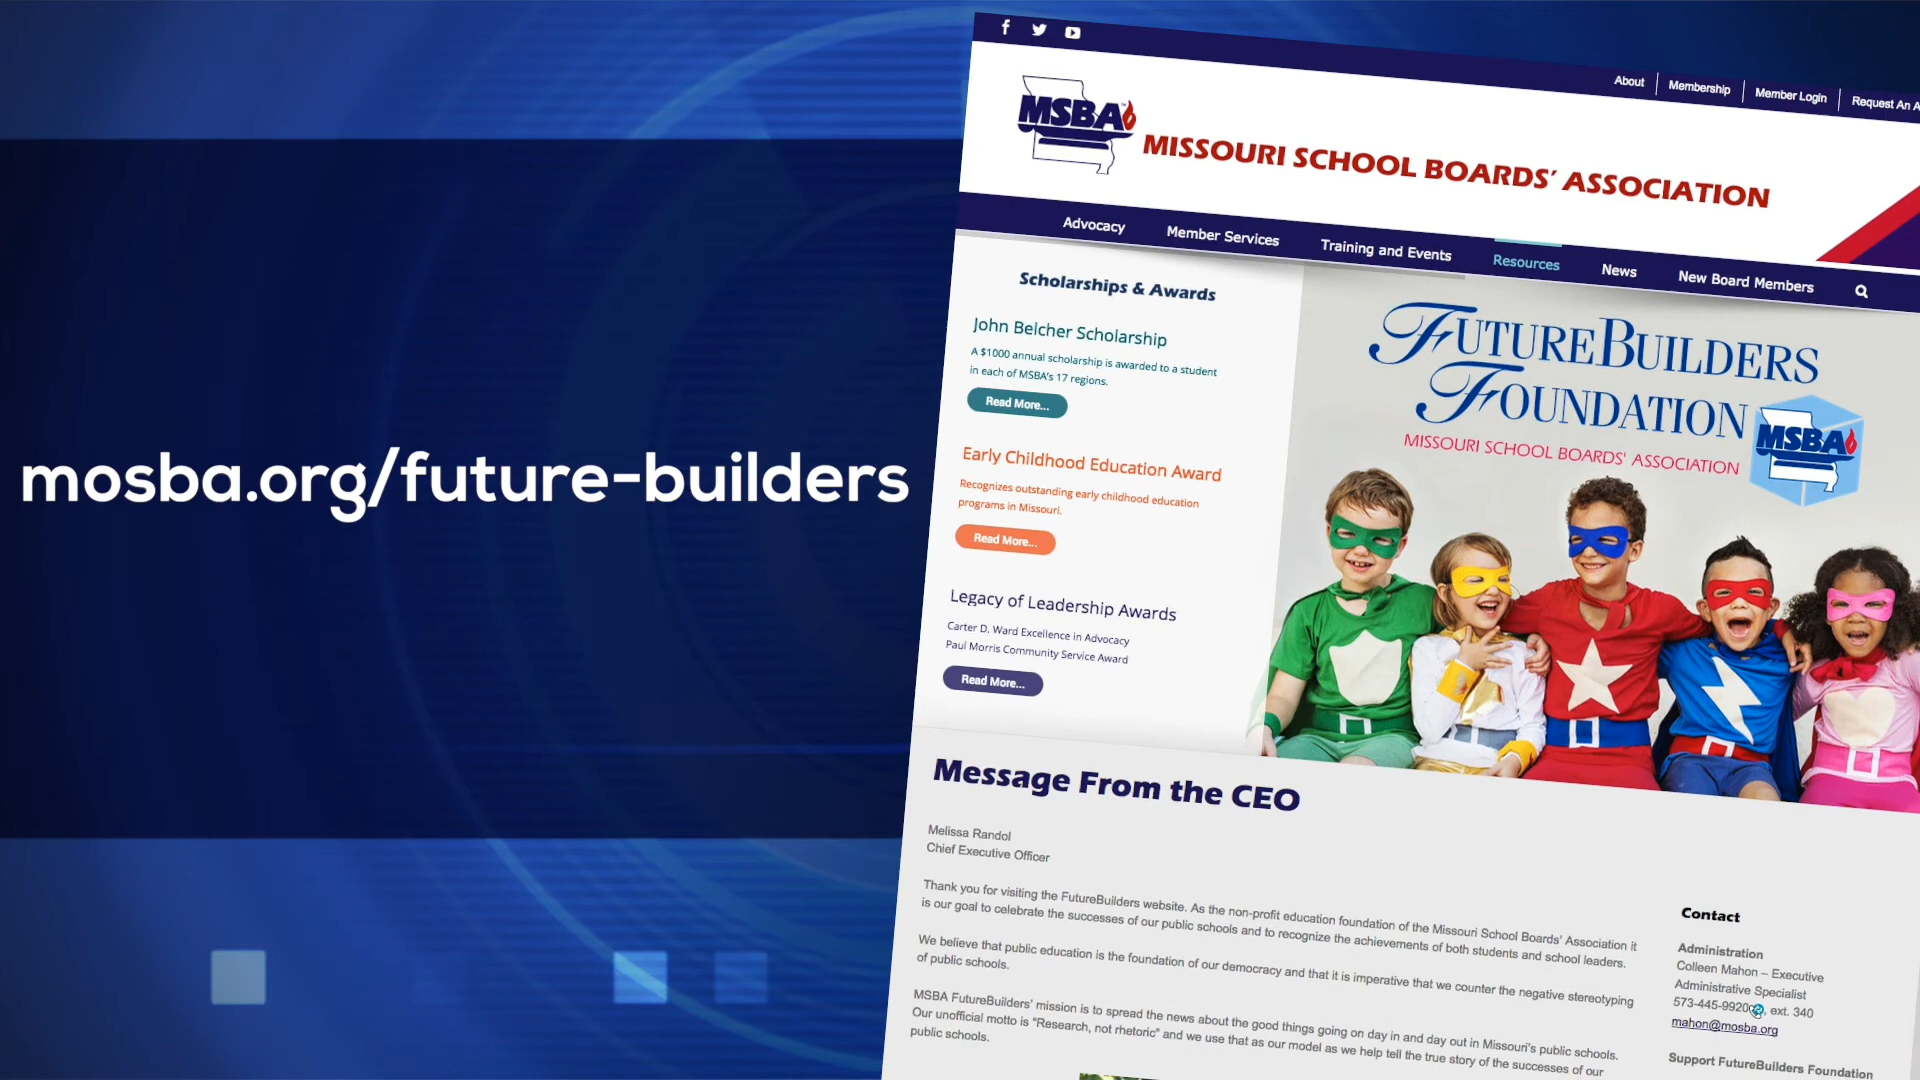 mosba.org/future-builders
About
Membership
Member Login
Request An
MSBA
MISSOURI SCHOOL BOARDS' ASSOCIATION
Advocacy
Member Services
Training and Events
Resources
News
New Board Members
Scholarships & Awards
John Belcher Scholarship
A $1000 annual scholarship is awarded to a student
in each of MSBA's 17 regions.
Read More...
Early Childhood Education Award
Recognizes outstanding early childhood education
programs in Missouri.
Read More...
Legacy of Leadership Awards
Carter D. Ward Excellence in Advocacy
Paul Morris Community Service Award
Read More...
FUTUREBUILDERS
FOUNDATION
MISSOURI SCHOOL BOARDS' ASSOCIATION
MSBA
Message From the CEO
Melissa Randol
Chief Executive Officer
Thank you for visiting the FutureBuilders website. As the non-profit education foundation of the Missouri School Boards' Association it
is our goal to celebrate the successes of our public schools and to recognize the achievements of both students and school leaders.
We believe that public education is the foundation of our democracy and that it is imperative that we counter the negative stereotyping
of public schools.
MSBA FutureBuilders' mission is to spread the news about the good things going on day in and day out in Missouri's public schools.
Our unofficial motto is "Research, not rhetoric" and we use that as our model as we help tell the true story of the successes of our
public schools.
Contact
Administration
Colleen Mahon – Executive
Administrative Specialist
573-445-9920, ext. 340
mahon@mosba.org
Support FutureBuilders Foundation